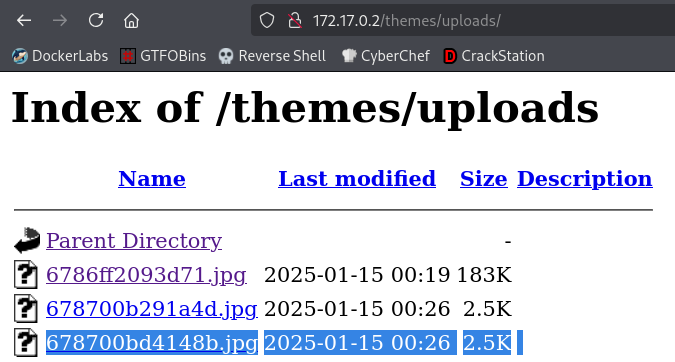 172.17.0.2/themes/uploads/
DockerLabs GTFOBins Reverse Shell CyberChef CrackStation
Index of /themes/uploads
Name Last modified Size Description
Parent Directory -
6786ff2093d71.jpg 2025-01-15 00:19 183K
678700b291a4d.jpg 2025-01-15 00:26 2.5K
678700bd4148b.jpg 2025-01-15 00:26 2.5K